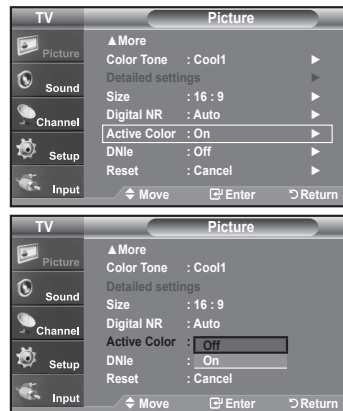 TV Picture
▲More
Picture
Color Tone : Cool1 ►
Detailed settings ►
Sound
Size : 16 : 9 ►
Digital NR : Auto ►
Channel
Active Color : On ►
DNIe : Off ►
Setup
Reset : Cancel ►
Input
Move Enter Return
TV Picture
▲More
Picture
Color Tone : Cool1
Detailed settings
Sound
Size : 16 : 9
Digital NR : Auto
Channel
Active Color : Off
DNIe : On
Setup
Reset : Cancel
Input
Move Enter Return